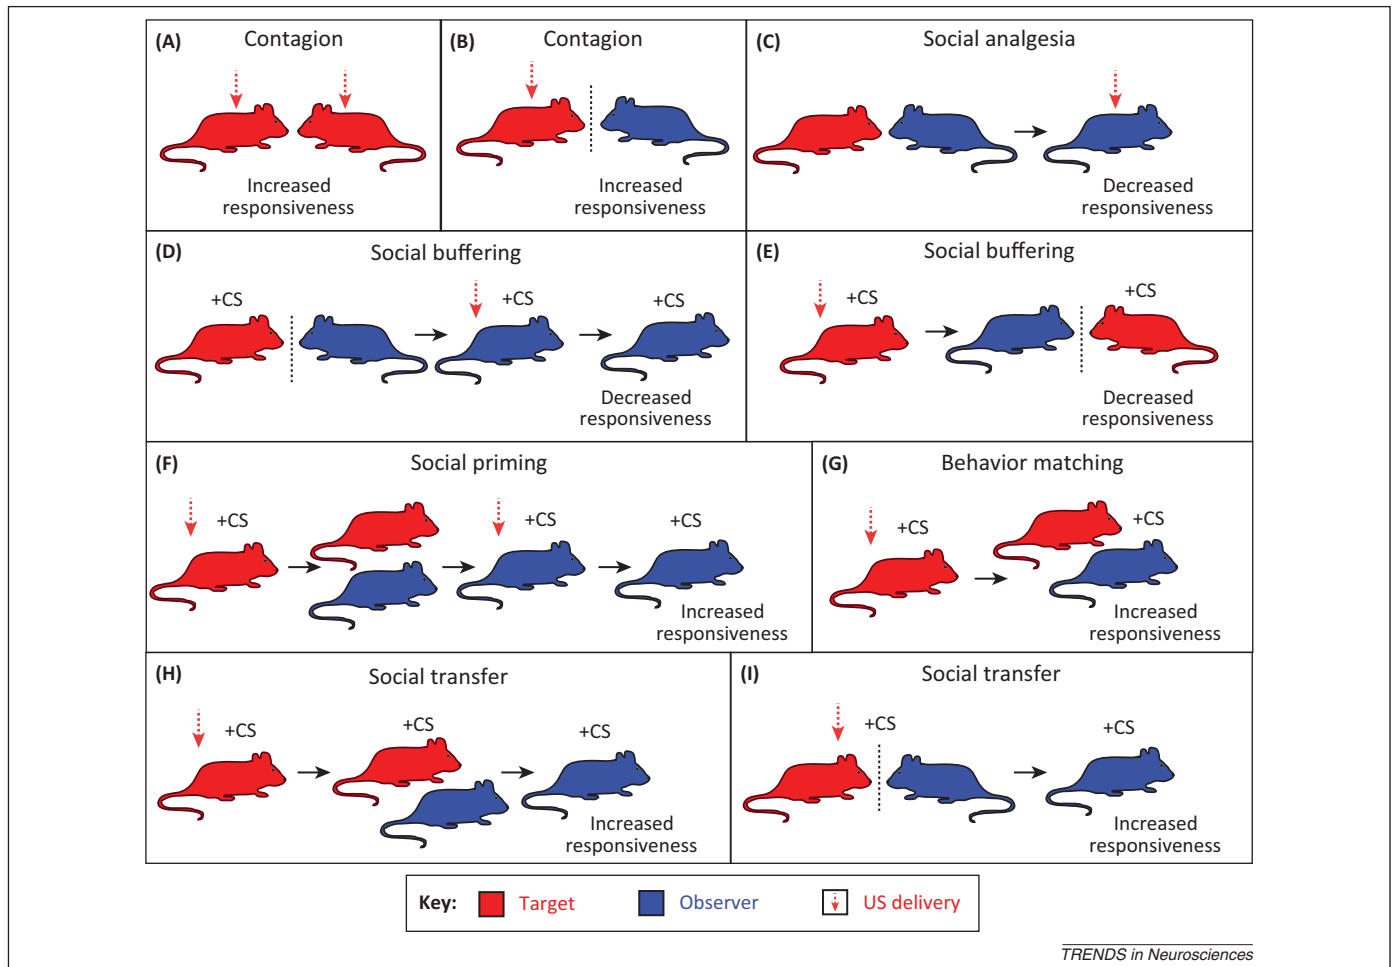 (A) Contagion
Increased
responsiveness
(B) Contagion
Increased
responsiveness
(C) Social analgesia
Decreased
responsiveness
(D) Social buffering
+CS
+CS
+CS
Decreased
responsiveness
(E) Social buffering
+CS
+CS
Decreased
responsiveness
(F) Social priming
+CS
+CS
+CS
Increased
responsiveness
(G) Behavior matching
+CS
+CS
Increased
responsiveness
(H) Social transfer
+CS
+CS
+CS
Increased
responsiveness
(I) Social transfer
+CS
+CS
Increased
responsiveness
Key: Target Observer US delivery
TRENDS in Neurosciences